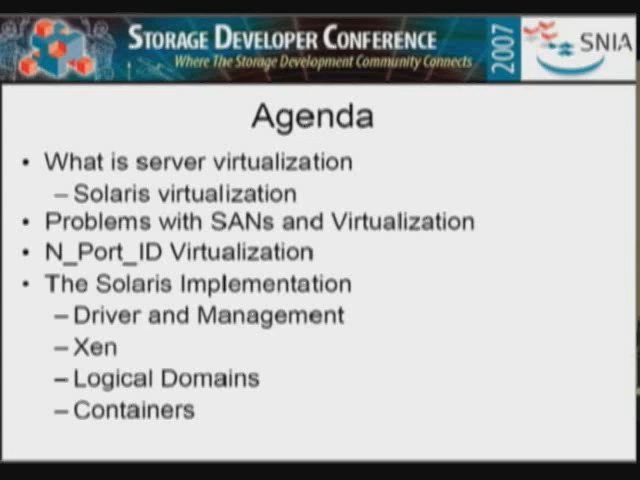 STORAGE DEVELOPER CONFERENCE
Where The Storage Development Community Connects
2007
SNIA
Agenda
• What is server virtualization
– Solaris virtualization
• Problems with SANs and Virtualization
• N_Port_ID Virtualization
• The Solaris Implementation
– Driver and Management
– Xen
– Logical Domains
– Containers